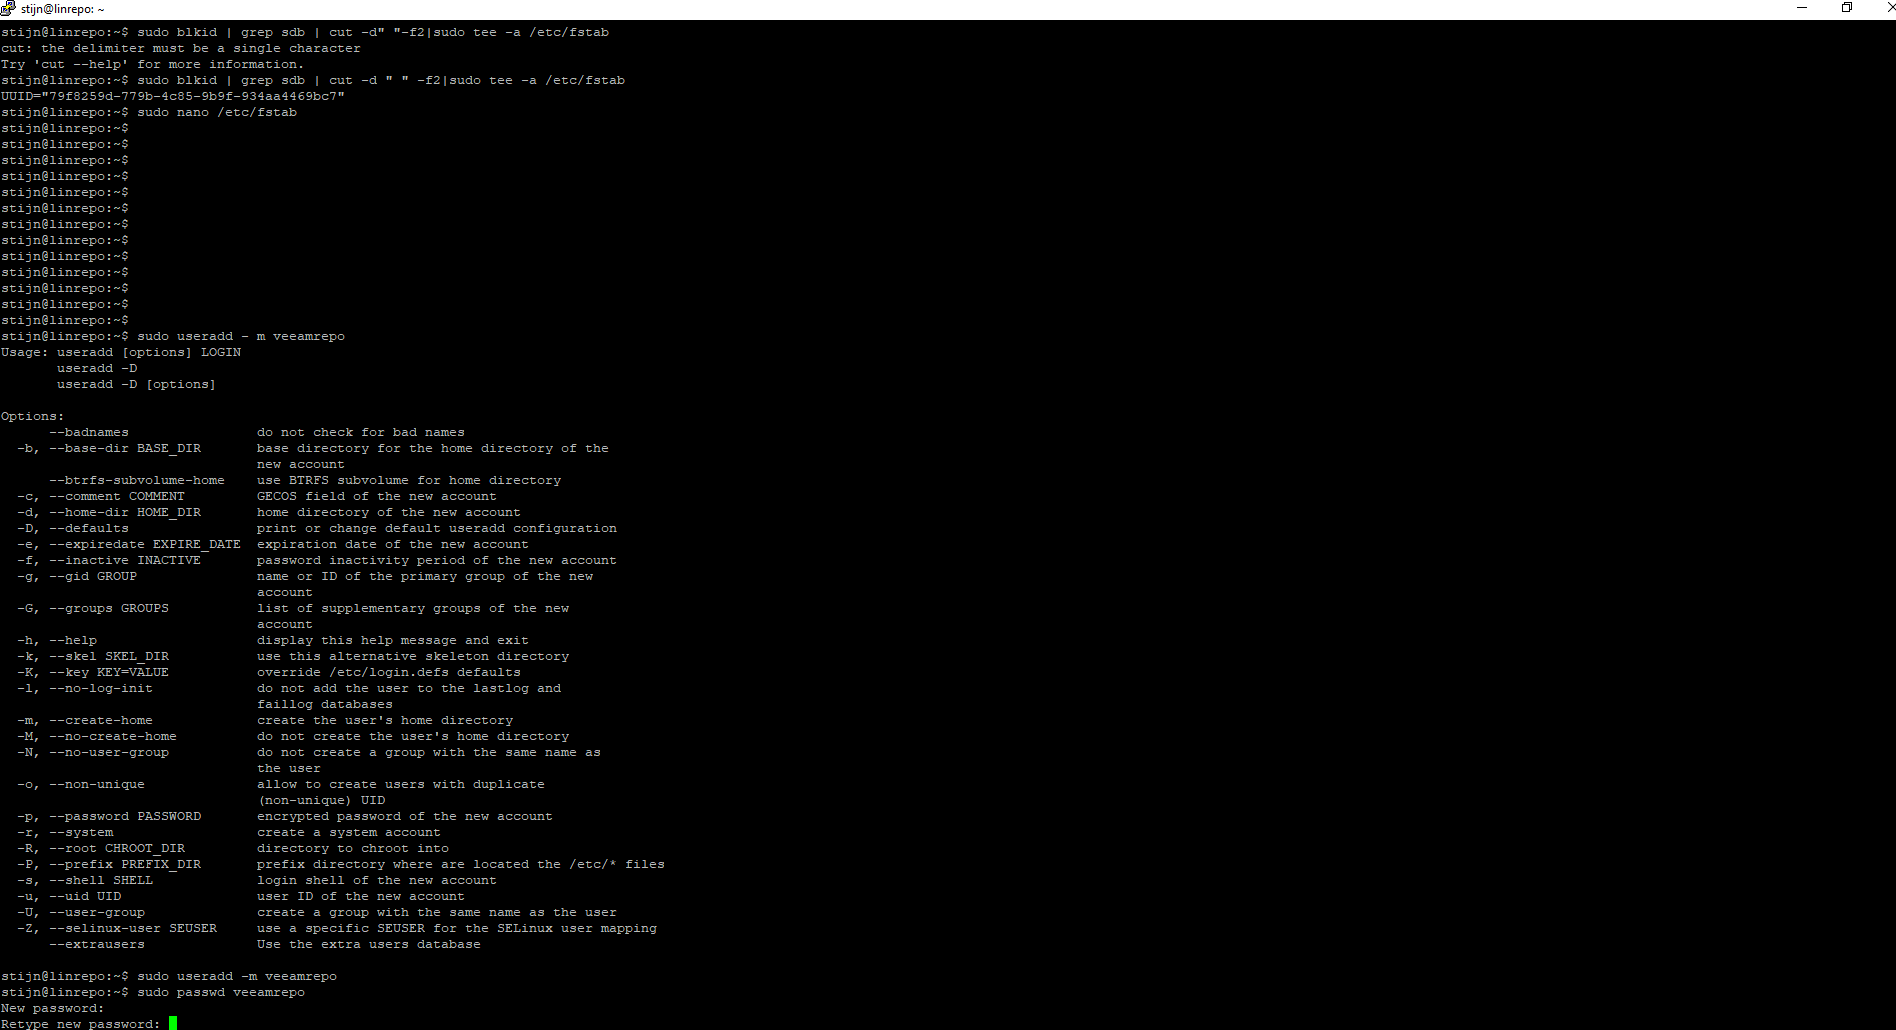 stijn@linrepo: ~
stijn@linrepo:~$ sudo blkid | grep sdb | cut -d" "-f2|sudo tee -a /etc/fstab
cut: the delimiter must be a single character
Try 'cut --help' for more information.
stijn@linrepo:~$ sudo blkid | grep sdb | cut -d " " -f2|sudo tee -a /etc/fstab
UUID="79f8259d-779b-4c85-9b9f-934aa4469bc7"
stijn@linrepo:~$ sudo nano /etc/fstab
stijn@linrepo:~$
stijn@linrepo:~$
stijn@linrepo:~$
stijn@linrepo:~$
stijn@linrepo:~$
stijn@linrepo:~$
stijn@linrepo:~$
stijn@linrepo:~$
stijn@linrepo:~$
stijn@linrepo:~$
stijn@linrepo:~$
stijn@linrepo:~$
stijn@linrepo:~$
stijn@linrepo:~$ sudo useradd - m veeamrepo
Usage: useradd [options] LOGIN
       useradd -D
       useradd -D [options]

Options:
      --badnames                do not check for bad names
  -b, --base-dir BASE_DIR       base directory for the home directory of the
                                new account
      --btrfs-subvolume-home    use BTRFS subvolume for home directory
  -c, --comment COMMENT         GECOS field of the new account
  -d, --home-dir HOME_DIR       home directory of the new account
  -D, --defaults                print or change default useradd configuration
  -e, --expiredate EXPIRE_DATE  expiration date of the new account
  -f, --inactive INACTIVE       password inactivity period of the new account
  -g, --gid GROUP               name or ID of the primary group of the new
                                account
  -G, --groups GROUPS           list of supplementary groups of the new
                                account
  -h, --help                    display this help message and exit
  -k, --skel SKEL_DIR           use this alternative skeleton directory
  -K, --key KEY=VALUE           override /etc/login.defs defaults
  -l, --no-log-init             do not add the user to the lastlog and
                                faillog databases
  -m, --create-home             create the user's home directory
  -M, --no-create-home          do not create the user's home directory
  -N, --no-user-group           do not create a group with the same name as
                                the user
  -o, --non-unique              allow to create users with duplicate
                                (non-unique) UID
  -p, --password PASSWORD       encrypted password of the new account
  -r, --system                  create a system account
  -R, --root CHROOT_DIR         directory to chroot into
  -P, --prefix PREFIX_DIR       prefix directory where are located the /etc/* files
  -s, --shell SHELL             login shell of the new account
  -u, --uid UID                 user ID of the new account
  -U, --user-group              create a group with the same name as the user
  -Z, --selinux-user SEUSER     use a specific SEUSER for the SELinux user mapping
      --extrausers              Use the extra users database

stijn@linrepo:~$ sudo useradd -m veeamrepo
stijn@linrepo:~$ sudo passwd veeamrepo
New password:
Retype new password: